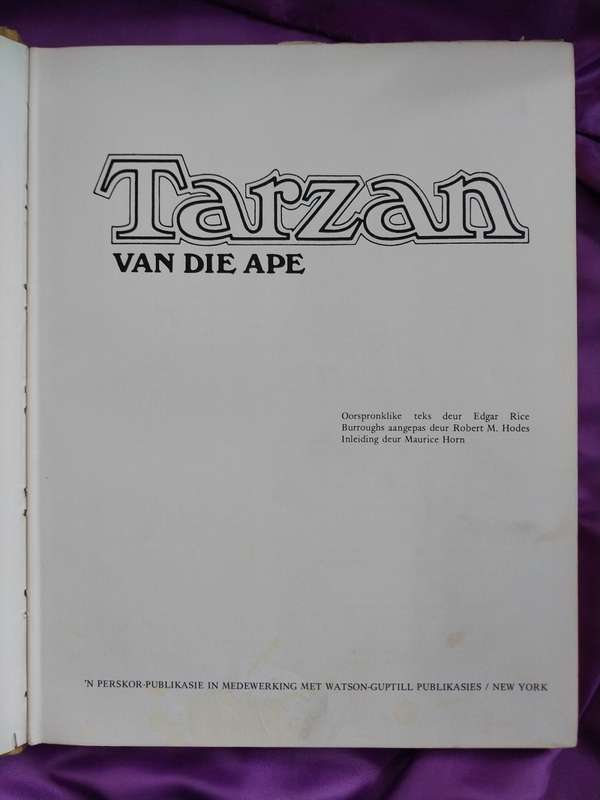 Tarzan
VAN DIE APE
Oorspronklike teks deur Edgar Rice
Burroughs aangepas deur Robert M. Hodes
Inleiding deur Maurice Horn
'N PERSKOR-PUBLIKASIE IN MEDEWERKING MET WATSON-GUPTILL PUBLIKASIES / NEW YORK